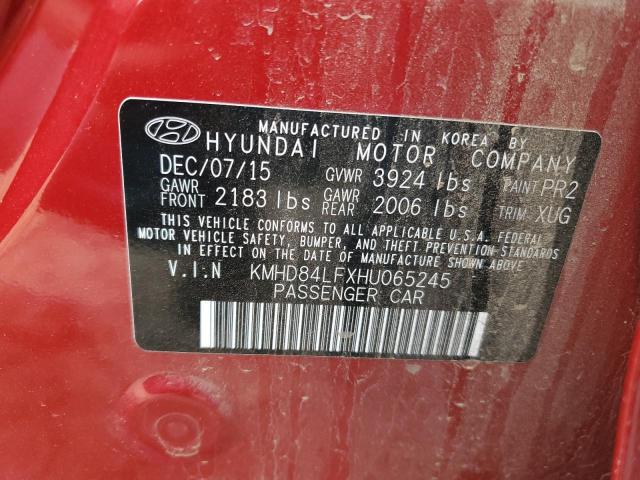 MANUFACTURED IN KOREA BY
HYUNDAI MOTOR COMPANY
DEC/07/15 GVWR 3924 lbs PAINT PR2
GAWR FRONT 2183 lbs GAWR REAR 2006 lbs TRIM: XUG
THIS VEHICLE CONFORMS TO ALL APPLICABLE U.S.A. FEDERAL
MOTOR VEHICLE SAFETY, BUMPER, AND THEFT PREVENTION STANDARDS
IN EFFECT ON THE DATE OF MANUFACTURE SHOWN ABOVE.
V.I.N KMHD84LFXHU065245
PASSENGER CAR